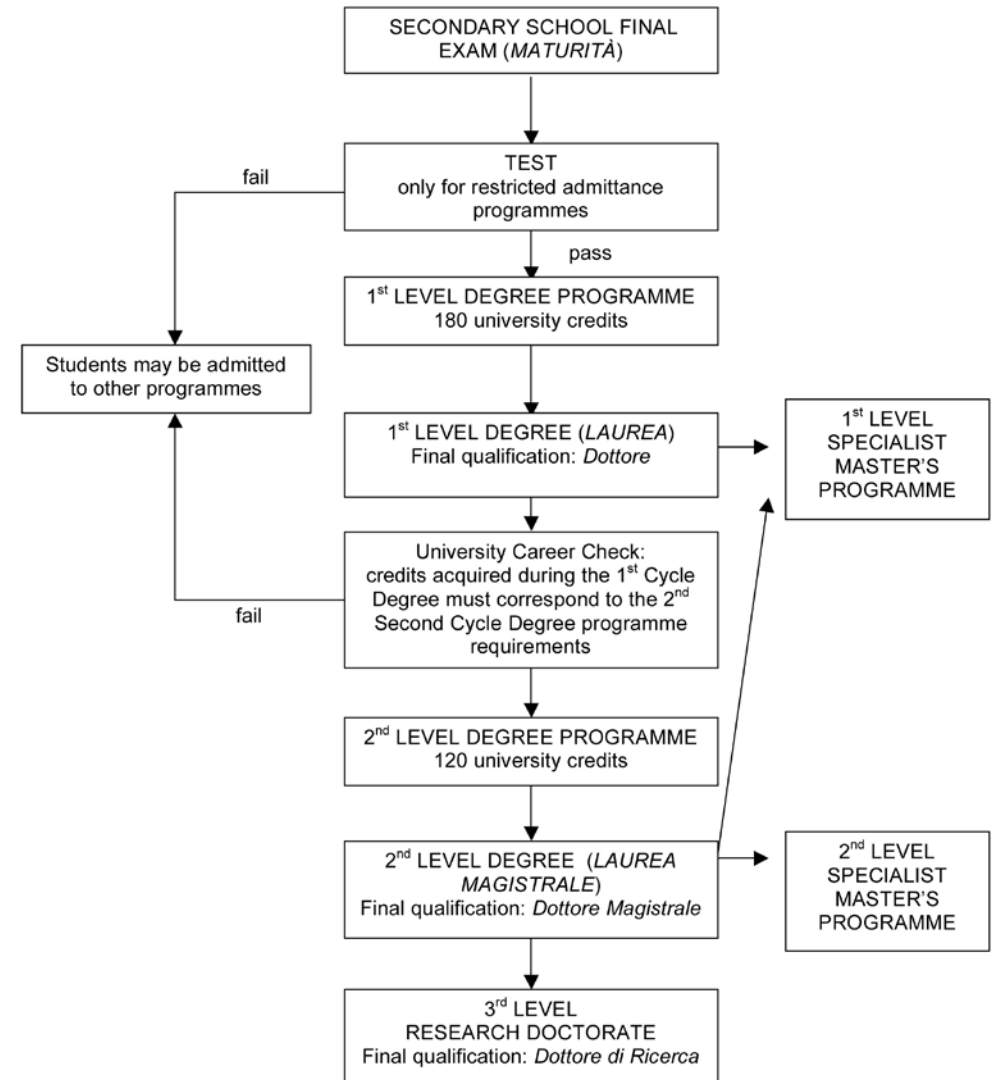 SECONDARY SCHOOL FINAL
EXAM (MATURITÀ)
TEST
only for restricted admittance
programmes
fail
pass
1st LEVEL DEGREE PROGRAMME
180 university credits
Students may be admitted
to other programmes
1st LEVEL DEGREE (LAUREA)
Final qualification: Dottore
1st LEVEL
SPECIALIST
MASTER'S
PROGRAMME
University Career Check:
credits acquired during the 1st Cycle
Degree must correspond to the 2nd
Second Cycle Degree programme
requirements
fail
2nd LEVEL DEGREE PROGRAMME
120 university credits
2nd LEVEL DEGREE (LAUREA
MAGISTRALE)
Final qualification: Dottore Magistrale
2nd LEVEL
SPECIALIST
MASTER'S
PROGRAMME
3rd LEVEL
RESEARCH DOCTORATE
Final qualification: Dottore di Ricerca